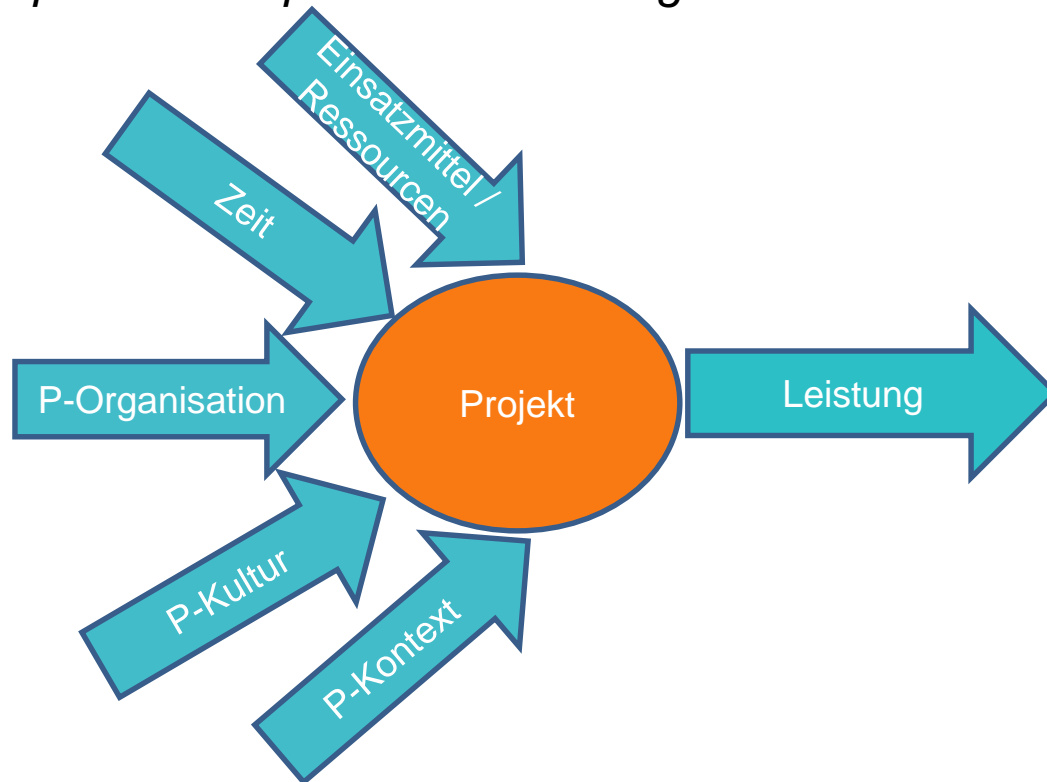 Einsatzmittel /
Ressourcen
Zeit
P-Organisation
Projekt
Leistung
P-Kultur
P-Kontext